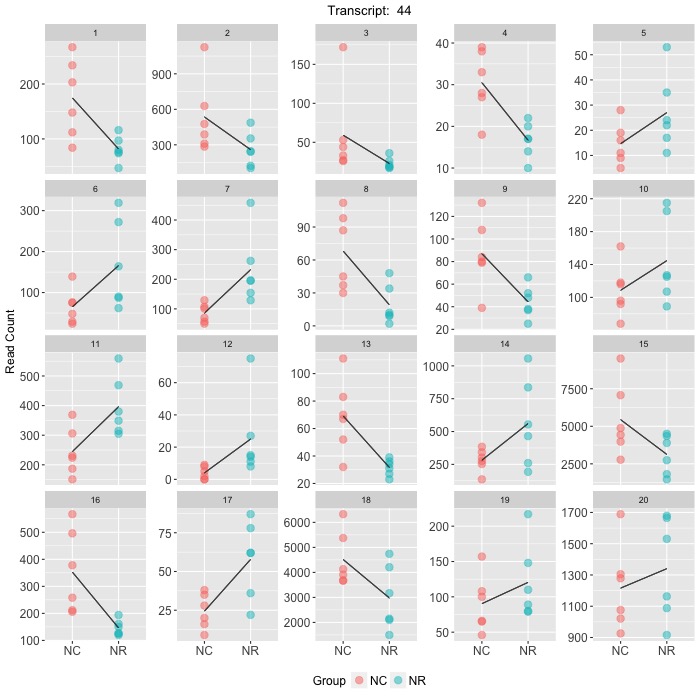 Transcript: 44
1 2 3 4 5
200 100
900 600 300
150 100 50
40 30 20 10
50 40 30 20 10
6 7 8 9 10
300 200 100
400 300 200 100
90 60 30 0
120 100 80 60 40 20
220 180 140 100
Read Count
11 12 13 14 15
500 400 300 200
60 40 20 0
100 80 60 40 20
1000 750 500 250
7500 5000 2500
16 17 18 19 20
500 400 300 200 100
75 50 25
6000 5000 4000 3000 2000
200 150 100 50
1700 1500 1300 1100 900
NC NR NC NR NC NR NC NR NC NR
Group NC NR